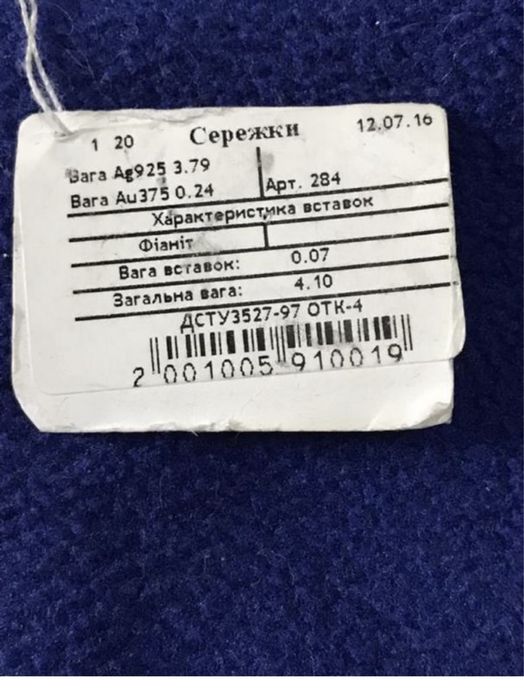 1 20 Сережки 12.07.16
Вага Ag925 3.79
Вага Au375 0.24 Арт. 284
Характеристика вставок
Фіаніт
Вага вставок: 0.07
Загальна вага: 4.10
ДСТУ3527-97 ОТК-4
2 001005 910019